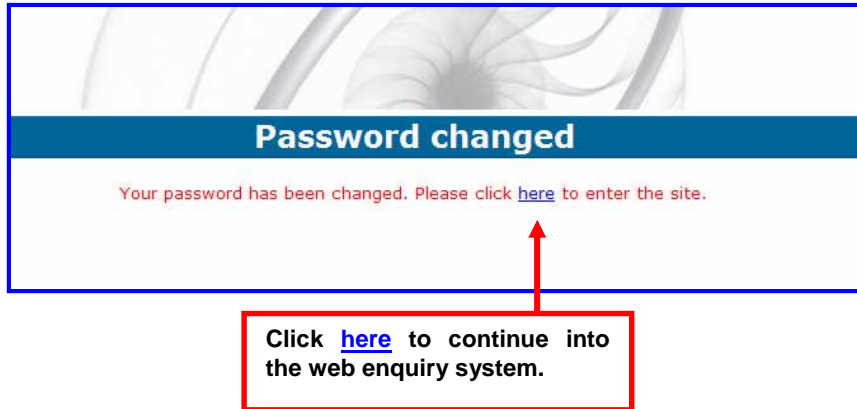 Password changed
Your password has been changed. Please click here to enter the site.
Click here to continue into
the web enquiry system.